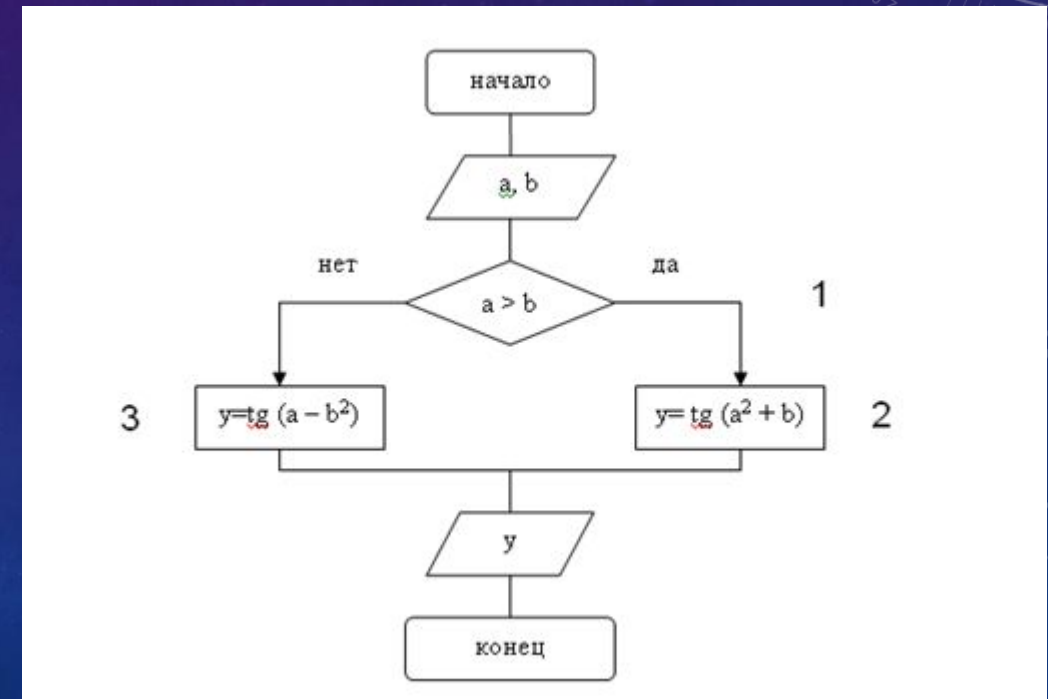 начало
a, b
нет
да
a > b
1
3
y=tg (a – b²)
y= tg (a² + b)
2
y
конец